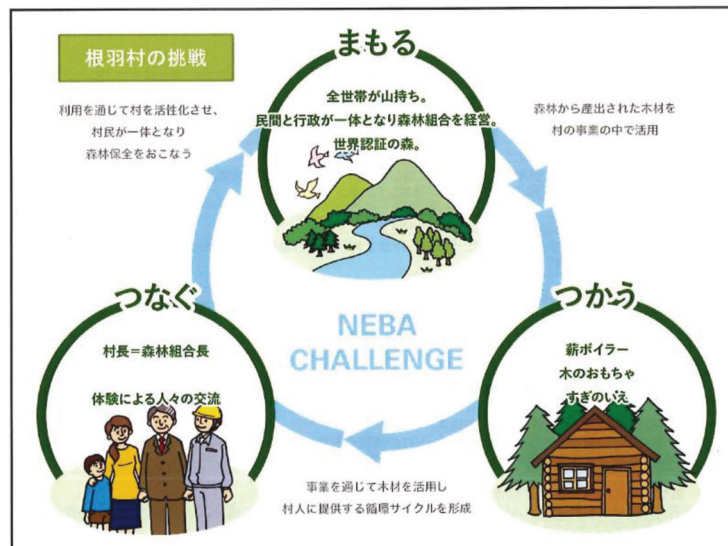 根羽村の挑戦
まもる
全世帯が山持ち。
民間と行政が一体となり森林組合を経営。
世界認証の森。
利用を通じて村を活性化させ、
村民が一体となり
森林保全をおこなう
森林から産出された木材を
村の事業の中で活用
つなぐ
村長＝森林組合長
体験による人々の交流
NEBA
CHALLENGE
つかう
薪ボイラー
木のおもちゃ
すぎのいえ
事業を通じて木材を活用し
村人に提供する循環サイクルを形成